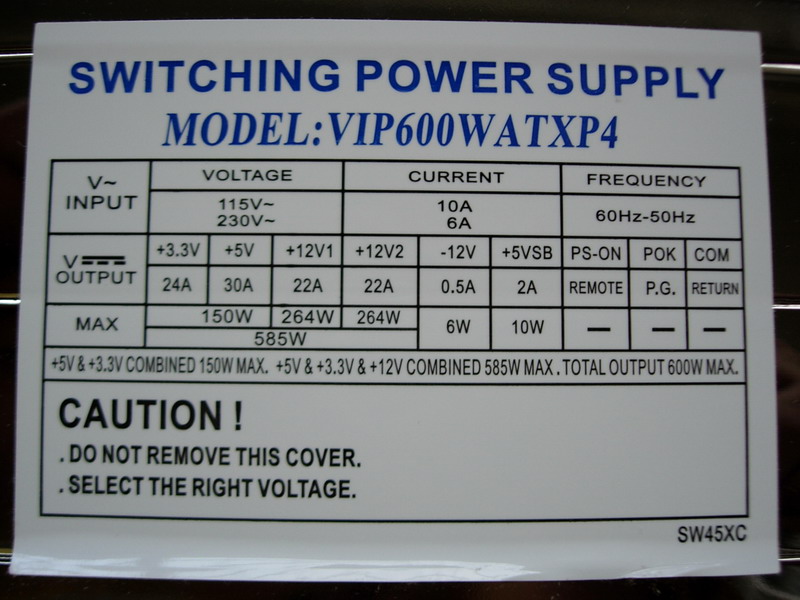 SWITCHING POWER SUPPLY
MODEL:VIP600WATXP4
V~ INPUT VOLTAGE CURRENT FREQUENCY
115V~ 10A 60Hz-50Hz
230V~ 6A
V OUTPUT +3.3V +5V +12V1 +12V2 -12V +5VSB PS-ON POK COM
24A 30A 22A 22A 0.5A 2A REMOTE P.G. RETURN
MAX 150W 264W 264W 6W 10W — — —
585W
+5V & +3.3V COMBINED 150W MAX. +5V & +3.3V & +12V COMBINED 585W MAX . TOTAL OUTPUT 600W MAX.
CAUTION !
. DO NOT REMOVE THIS COVER.
. SELECT THE RIGHT VOLTAGE.
SW45XC